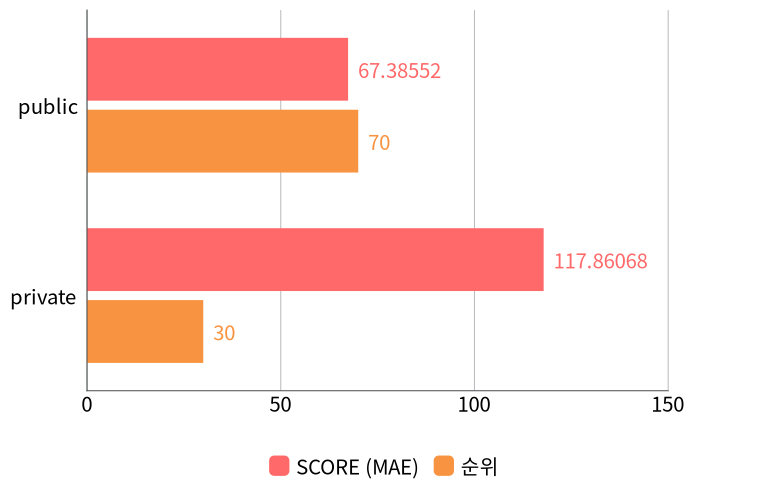 67.38552
public
70
117.86068
private
30
0 50 100 150
SCORE (MAE) 순위